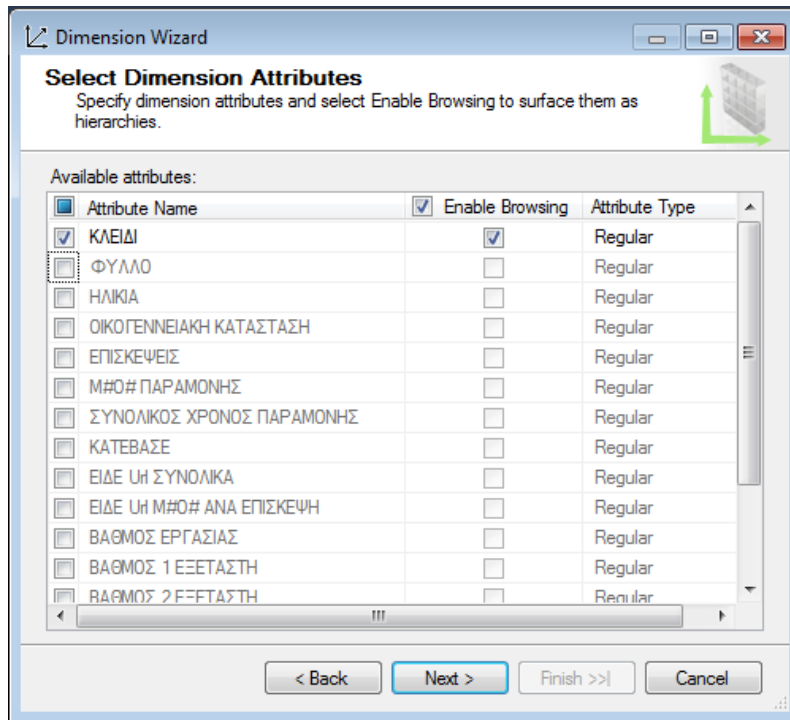 Dimension Wizard
Select Dimension Attributes
Specify dimension attributes and select Enable Browsing to surface them as
hierarchies.
Available attributes:
Attribute Name Enable Browsing Attribute Type
ΚΛΕΙΔΙ Regular
ΦΥΛΛΟ Regular
ΗΛΙΚΙΑ Regular
ΟΙΚΟΓΕΝΝΕΙΑΚΗ ΚΑΤΑΣΤΑΣΗ Regular
ΕΠΙΣΚΕΨΕΙΣ Regular
Μ#Ο# ΠΑΡΑΜΟΝΗΣ Regular
ΣΥΝΟΛΙΚΟΣ ΧΡΟΝΟΣ ΠΑΡΑΜΟΝΗΣ Regular
ΚΑΤΕΒΑΣΕ Regular
ΕΙΔΕ Url ΣΥΝΟΛΙΚΑ Regular
ΕΙΔΕ Url Μ#Ο# ΑΝΑ ΕΠΙΣΚΕΨΗ Regular
ΒΑΘΜΟΣ ΕΡΓΑΣΙΑΣ Regular
ΒΑΘΜΟΣ 1 ΕΞΕΤΑΣΤΗ Regular
ΒΑΘΜΟΣ 2 ΕΞΕΤΑΣΤΗ Regular
< Back Next > Finish >>| Cancel